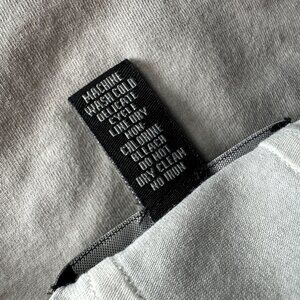 MACHINE
WASH COLD
DELICATE
CYCLE
LINE DRY
NON-
CHLORINE
BLEACH
DO NOT
DRY CLEAN
NO IRON